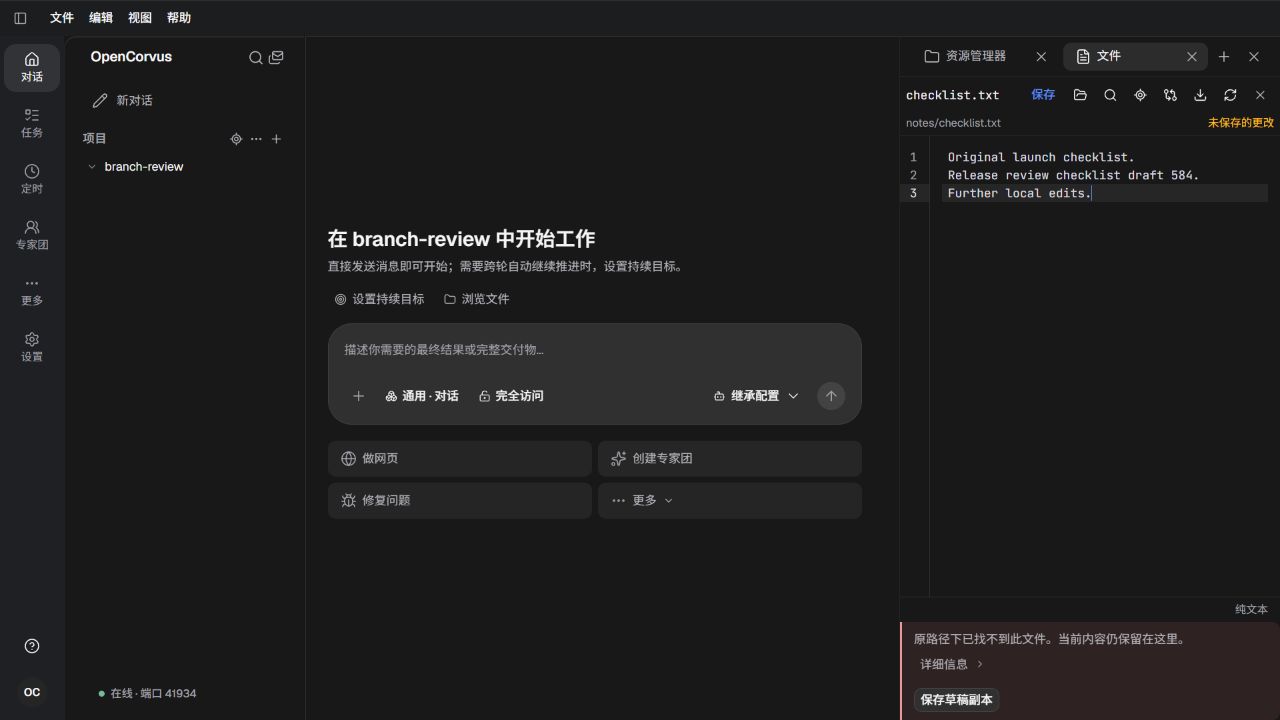 文件 编辑 视图 帮助
对话
任务
定时
专家团
更多
设置
OC
OpenCorvus
新对话
项目
branch-review
在线 · 端口 41934
在 branch-review 中开始工作
直接发送消息即可开始；需要跨轮自动继续推进时，设置持续目标。
设置持续目标 浏览文件
描述你需要的最终结果或完整交付物...
通用 · 对话 完全访问 继承配置
做网页 创建专家团
修复问题 更多
资源管理器 文件
checklist.txt 保存
notes/checklist.txt 未保存的更改
1 Original launch checklist.
2 Release review checklist draft 584.
3 Further local edits.
纯文本
原路径下已找不到此文件。当前内容仍保留在这里。
详细信息
保存草稿副本